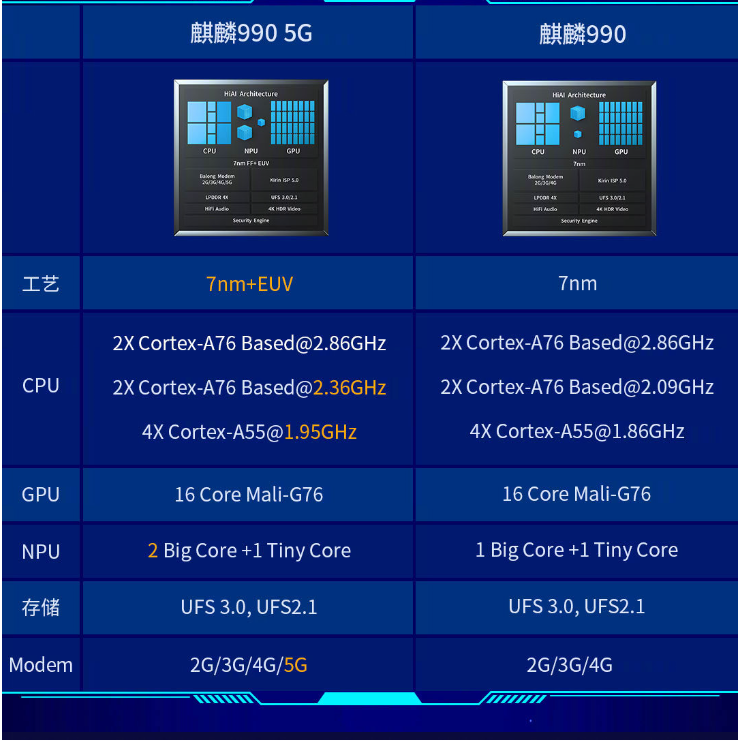 麒麟990 5G
麒麟990
HiAI Architecture
CPU NPU GPU
7nm FF+ EUV
Balong Modem
2G/3G/4G/5G
Kirin ISP 5.0
LPDDR 4X
UFS 3.0/2.1
HiFi Audio
4K HDR Video
Security Engine
HiAI Architecture
CPU NPU GPU
7nm
Balong Modem
2G/3G/4G
Kirin ISP 5.0
LPDDR 4X
UFS 3.0/2.1
HiFi Audio
4K HDR Video
Security Engine
工艺
7nm+EUV
7nm
CPU
2X Cortex-A76 Based@2.86GHz
2X Cortex-A76 Based@2.36GHz
4X Cortex-A55@1.95GHz
2X Cortex-A76 Based@2.86GHz
2X Cortex-A76 Based@2.09GHz
4X Cortex-A55@1.86GHz
GPU
16 Core Mali-G76
16 Core Mali-G76
NPU
2 Big Core +1 Tiny Core
1 Big Core +1 Tiny Core
存储
UFS 3.0, UFS2.1
UFS 3.0, UFS2.1
Modem
2G/3G/4G/5G
2G/3G/4G